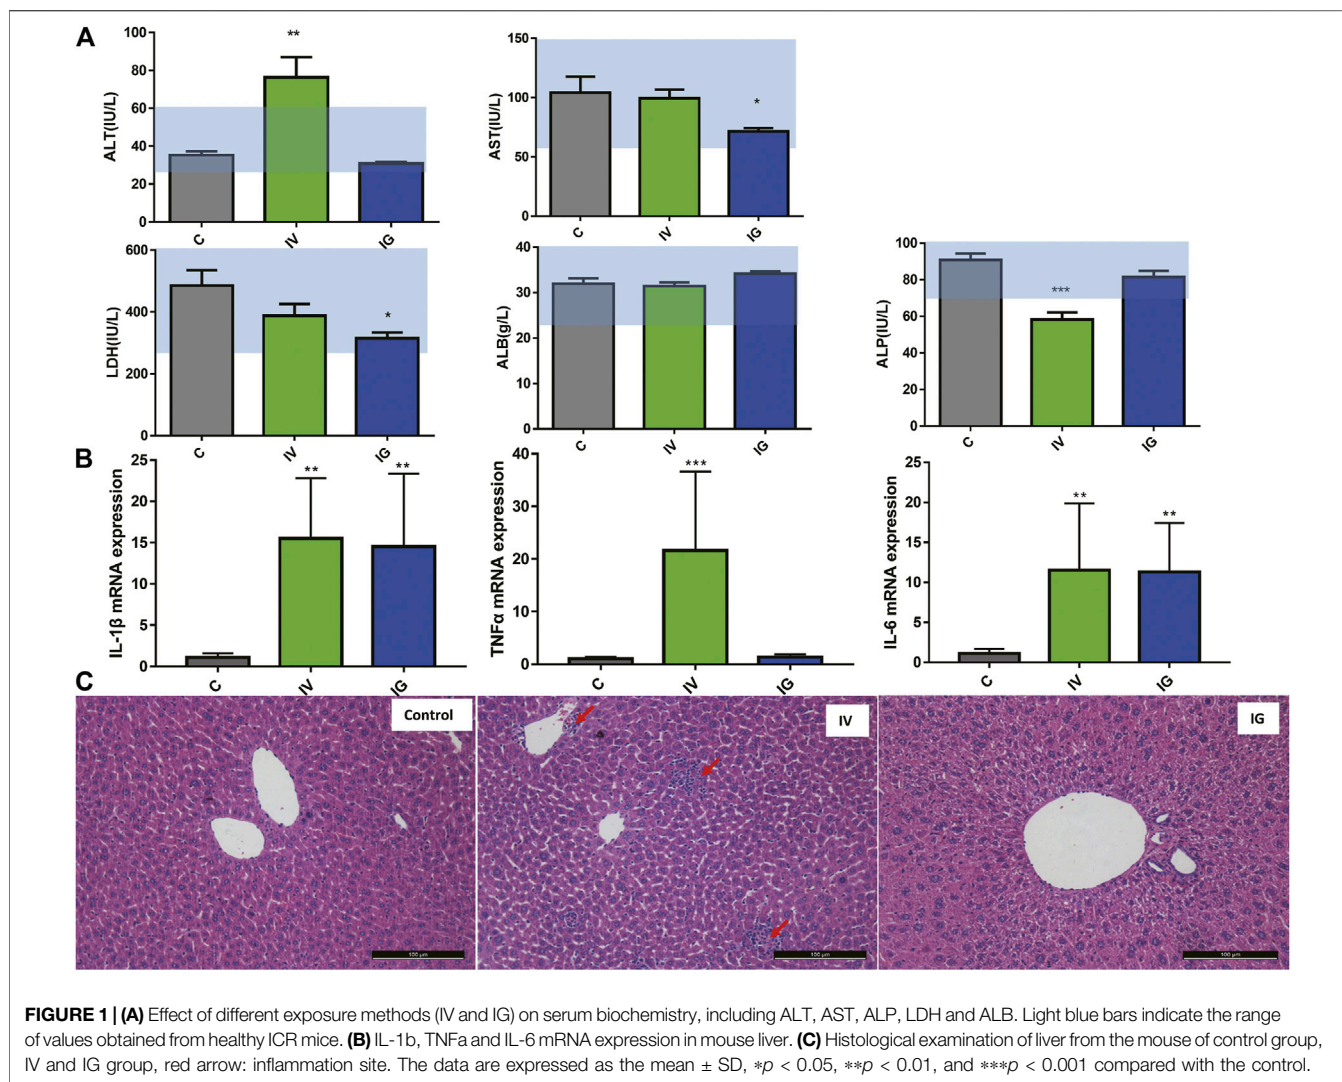 A
ALT(IU/L)
100
80
60
40
20
0
**
C
IV
IG
AST(IU/L)
150
100
50
0
*
C
IV
IG
LDH(IU/L)
600
400
200
0
*
C
IV
IG
ALB(g/L)
40
30
20
10
0
C
IV
IG
ALP(IU/L)
100
80
60
40
20
0
***
C
IV
IG
B
IL-1β mRNA expression
25
20
15
10
5
0
**
**
C
IV
IG
TNFα mRNA expression
40
30
20
10
0
***
C
IV
IG
IL-6 mRNA expression
25
20
15
10
5
0
**
**
C
IV
IG
C
Control
100 μm
IV
100 μm
IG
100 μm
FIGURE 1 | (A) Effect of different exposure methods (IV and IG) on serum biochemistry, including ALT, AST, ALP, LDH and ALB. Light blue bars indicate the range
of values obtained from healthy ICR mice. (B) IL-1b, TNFa and IL-6 mRNA expression in mouse liver. (C) Histological examination of liver from the mouse of control group,
IV and IG group, red arrow: inflammation site. The data are expressed as the mean ± SD, *p < 0.05, **p < 0.01, and ***p < 0.001 compared with the control.